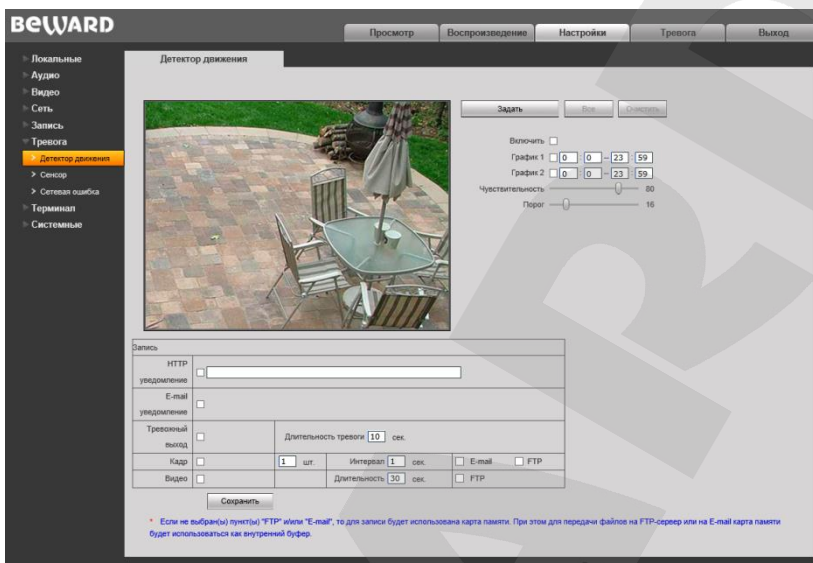 BEWARD
Просмотр Воспроизведение Настройки Тревога Выход
Локальные
Аудио
Видео
Сеть
Запись
Тревога
Детектор движения
Сенсор
Сетевая ошибка
Терминал
Системные
Детектор движения
Задать Все Очистить
Включить
График 1 0 : 0 – 23 : 59
График 2 0 : 0 – 23 : 59
Чувствительность 80
Порог 16
Запись
HTTP
уведомление
E-mail
уведомление
Тревожный
выход
Длительность тревоги 10 сек.
Кадр 1 шт. Интервал 1 сек. E-mail FTP
Видео Длительность 30 сек. FTP
Сохранить
* Если не выбран(ы) пункт(ы) "FTP" и/или "E-mail", то для записи будет использована карта памяти. При этом для передачи файлов на FTP-сервер или на E-mail карта памяти
будет использоваться как внутренний буфер.